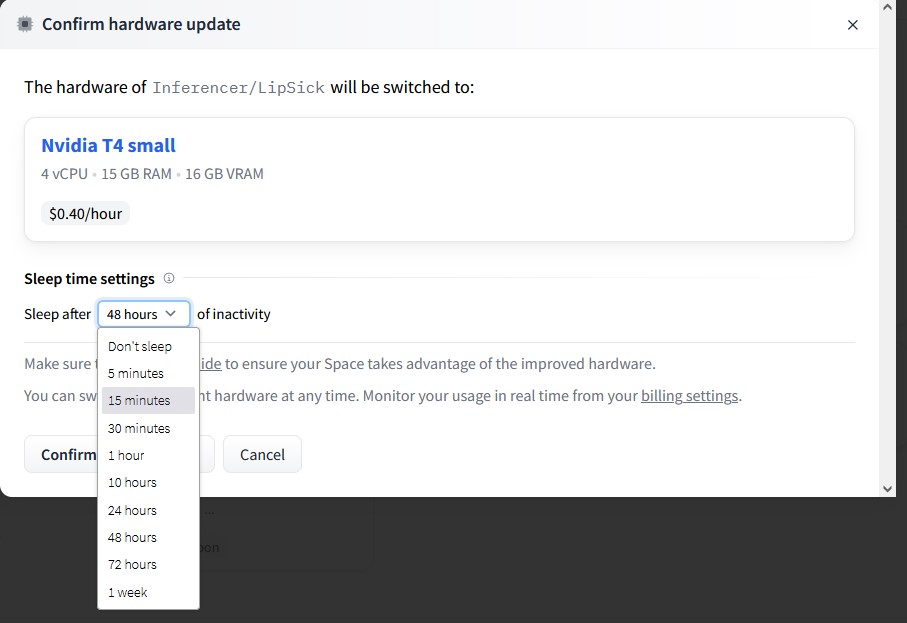 Confirm hardware update
The hardware of Inferencer/LipSick will be switched to:
Nvidia T4 small
4 vCPU • 15 GB RAM • 16 GB VRAM
$0.40/hour
Sleep time settings
Sleep after 48 hours of inactivity
Don't sleep
Make sure ide to ensure your Space takes advantage of the improved hardware.
5 minutes
You can sw nt hardware at any time. Monitor your usage in real time from your billing settings.
15 minutes
30 minutes
Confirm Cancel
1 hour
10 hours
24 hours
48 hours
72 hours
1 week